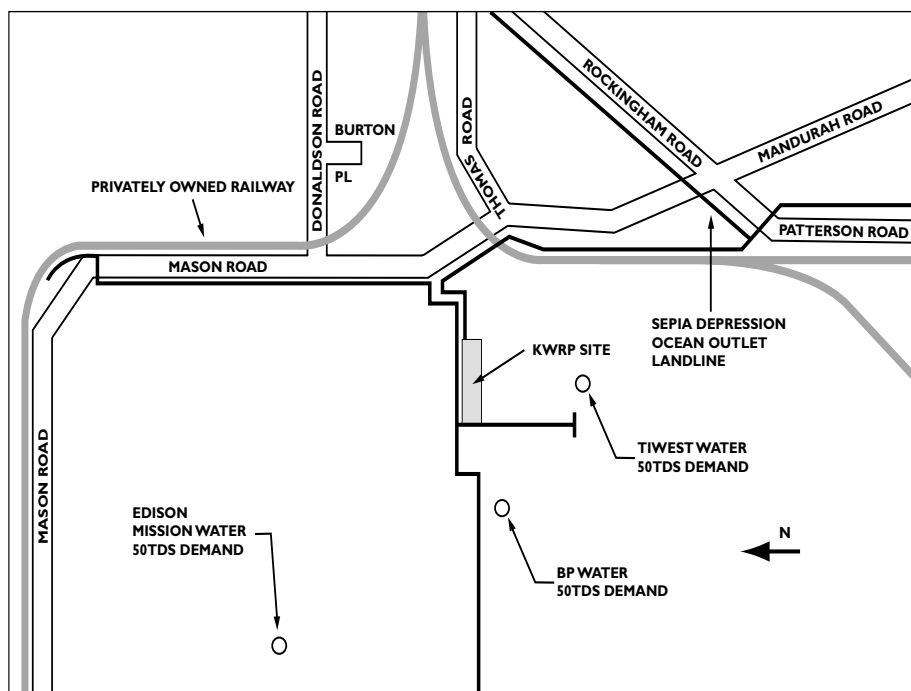 DONALDSON ROAD
BURTON
PL
THOMAS
ROAD
ROCKINGHAM ROAD
MANDURAH ROAD
PRIVATELY OWNED RAILWAY
PATTERSON ROAD
MASON ROAD
SEPIA DEPRESSION
OCEAN OUTLET
LANDLINE
KWRP SITE
TIWEST WATER
50TDS DEMAND
MASON ROAD
EDISON
MISSION WATER
50TDS DEMAND
N
BP WATER
50TDS DEMAND